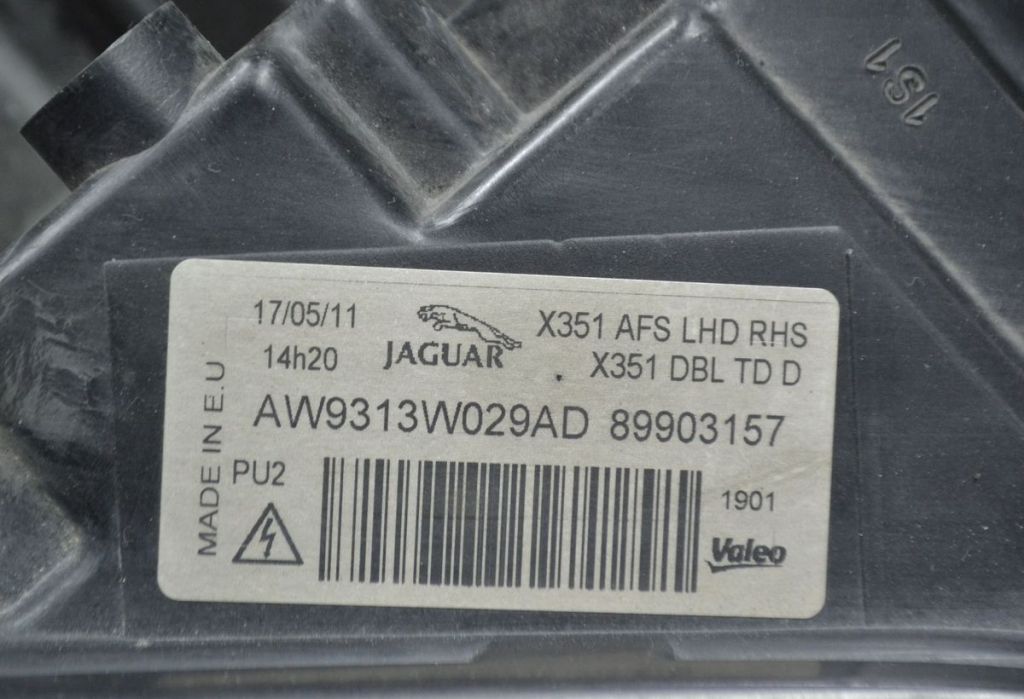 1S1
17/05/11
14h20
JAGUAR
X351 AFS LHD RHS
X351 DBL TD D
AW9313W029AD 89903157
MADE IN E.U
PU2
1901
Valeo